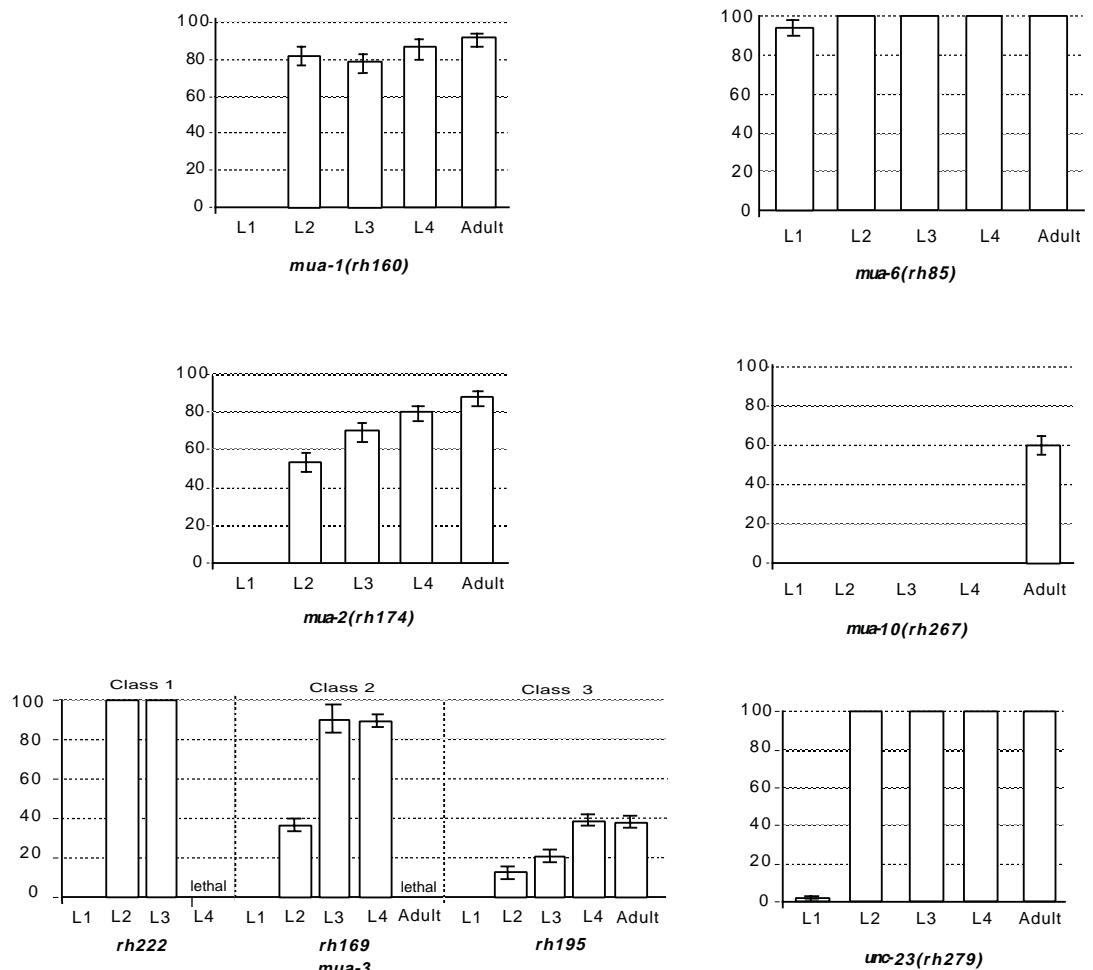 100
80
60
40
20
0
L1 L2 L3 L4 Adult
mua-1(rh160)
100
80
60
40
20
0
L1 L2 L3 L4 Adult
mua-6(rh85)
100
80
60
40
20
0
L1 L2 L3 L4 Adult
mua-2(rh174)
100
80
60
40
20
0
L1 L2 L3 L4 Adult
mua-10(rh267)
Class 1 Class 2 Class 3
100
80
60
40
20
0
lethal lethal
L1 L2 L3 L4 L1 L2 L3 L4 Adult L1 L2 L3 L4 Adult
rh222 rh169 rh195
mua-3
100
80
60
40
20
0
L1 L2 L3 L4 Adult
unc-23(rh279)